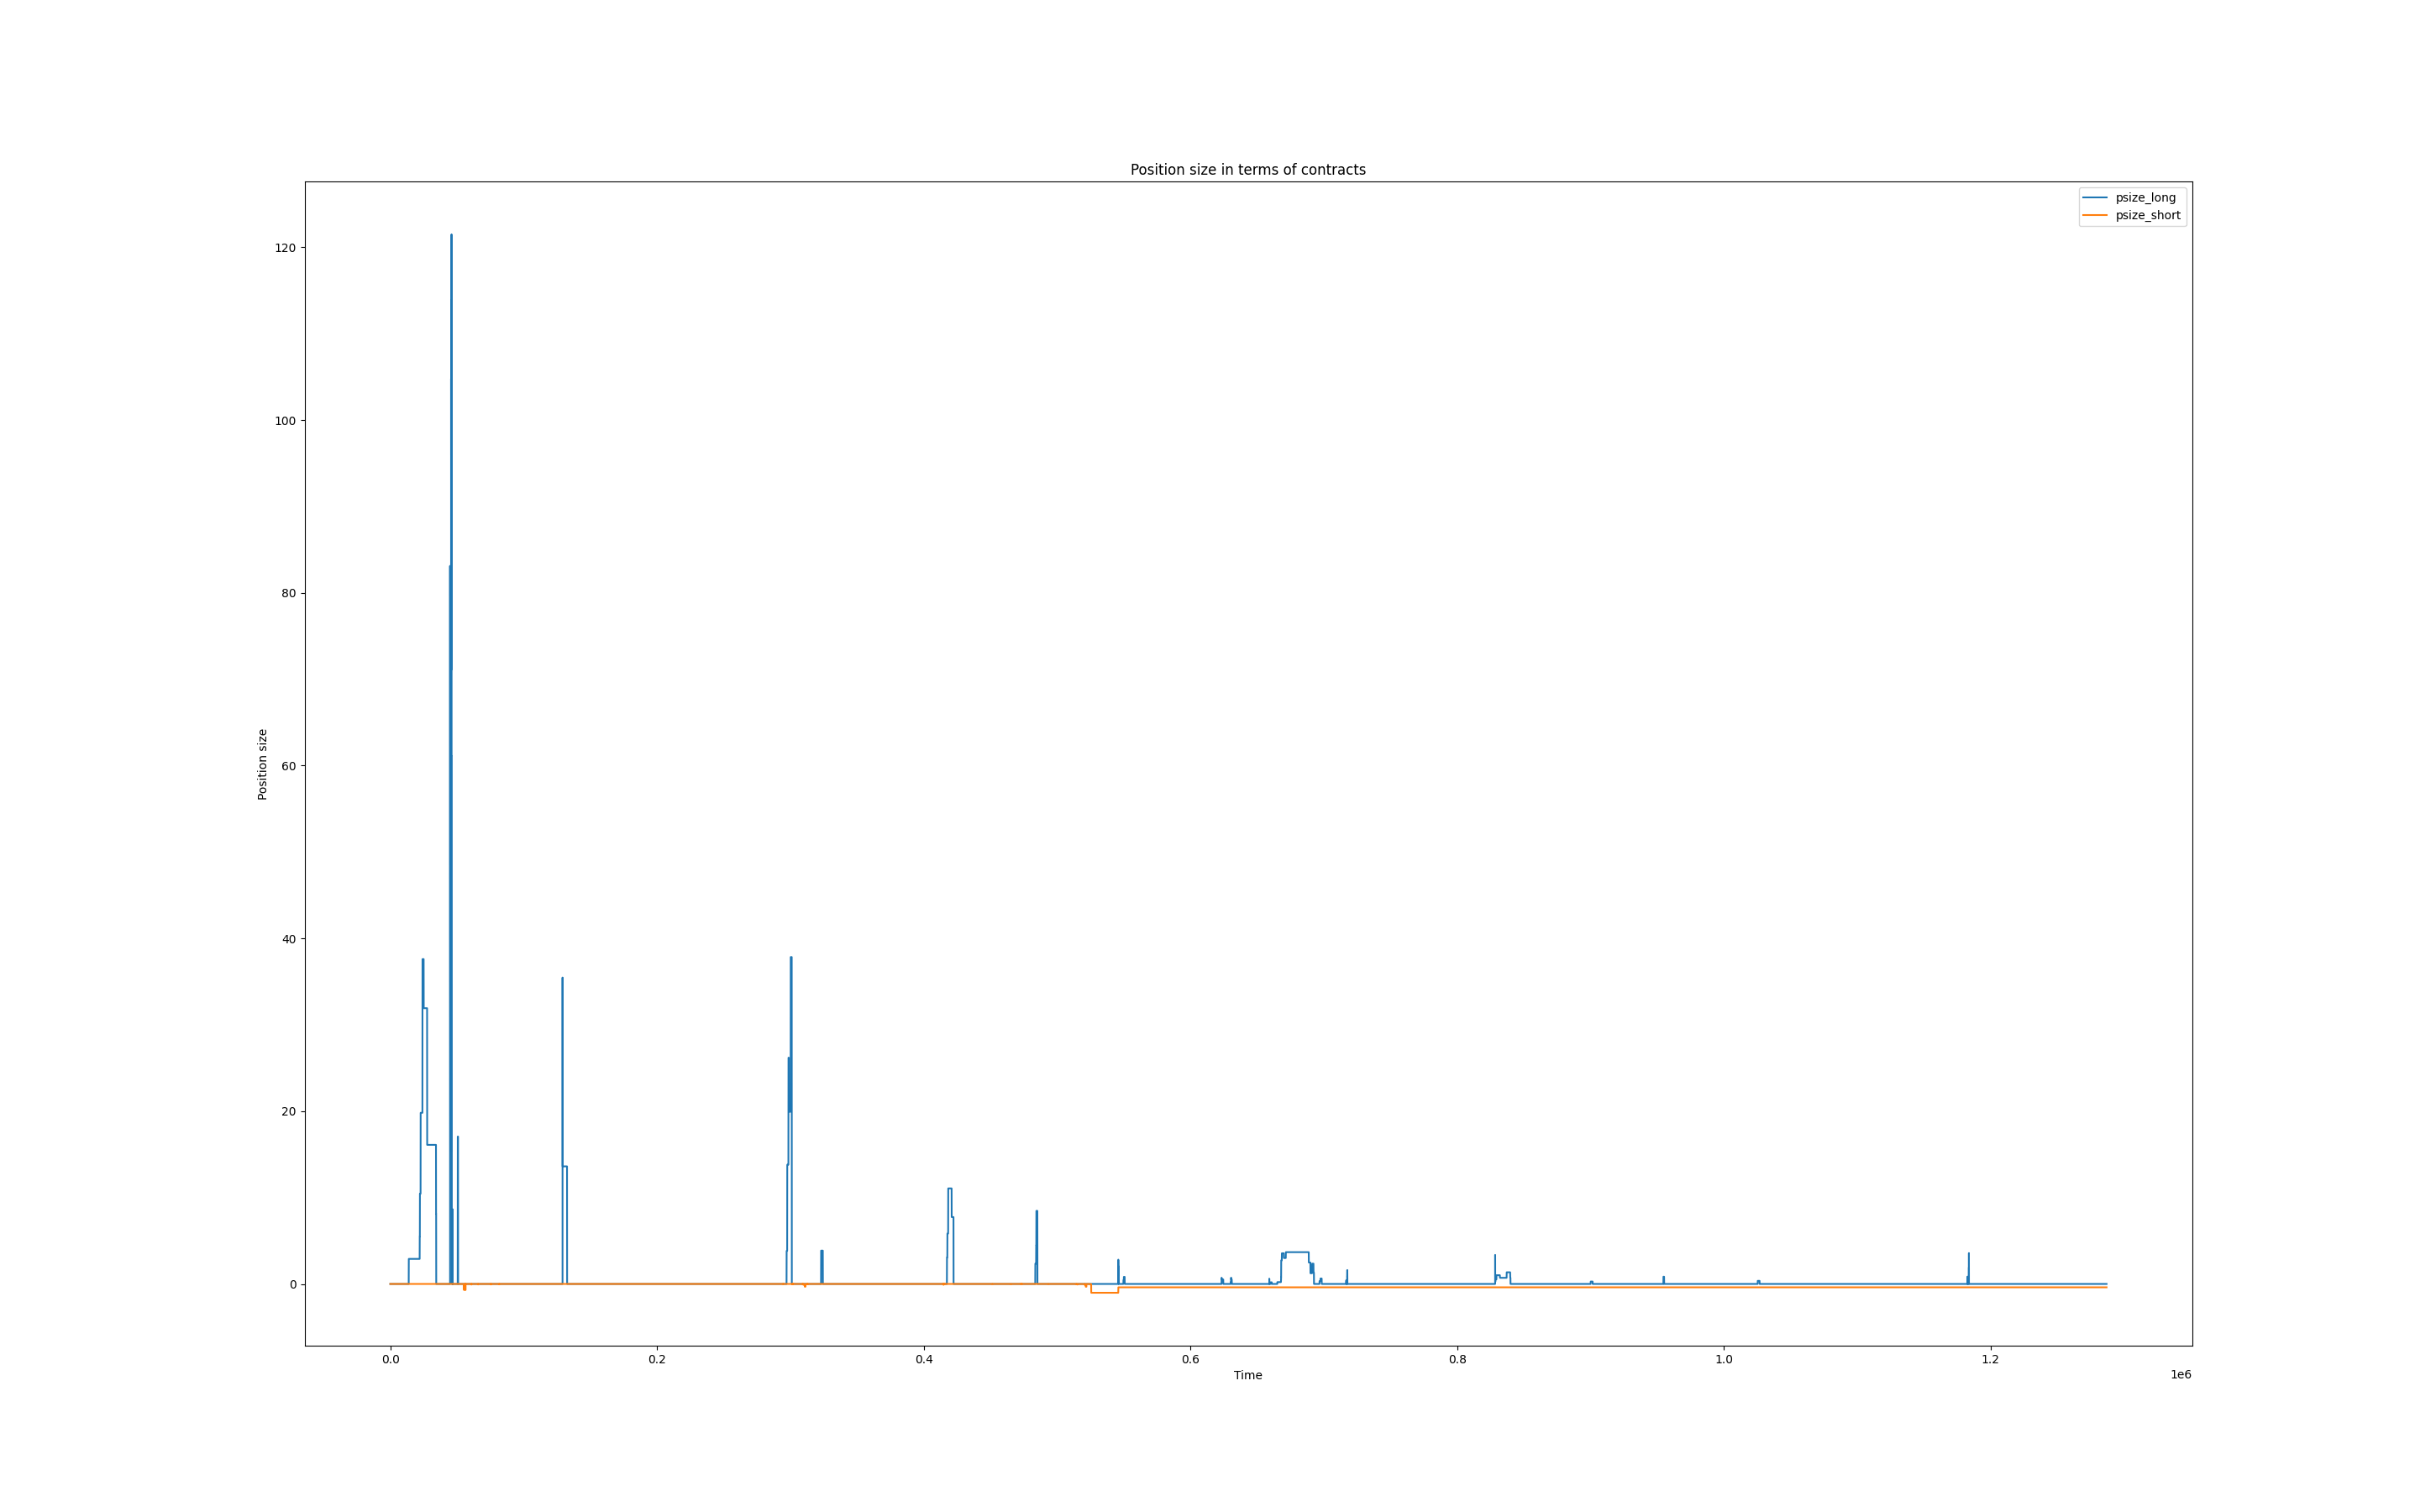 Position size in terms of contracts
psize_long
psize_short
120
100
80
60
40
20
0
Position size
0.0 0.2 0.4 0.6 0.8 1.0 1.2
Time
1e6